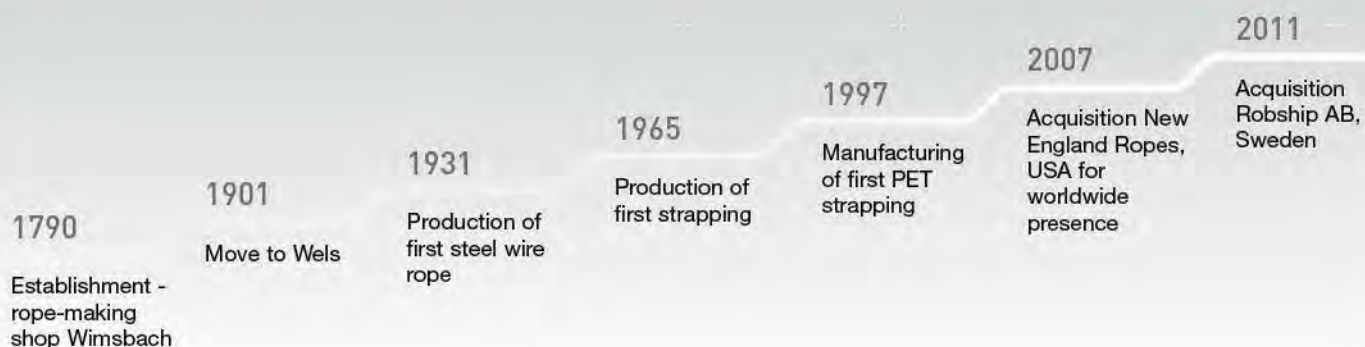 1790
Establishment -
rope-making
shop Wimsbach
1901
Move to Wels
1931
Production of
first steel wire
rope
1965
Production of
first strapping
1997
Manufacturing
of first PET
strapping
2007
Acquisition New
England Ropes,
USA for
worldwide
presence
2011
Acquisition
Robship AB,
Sweden